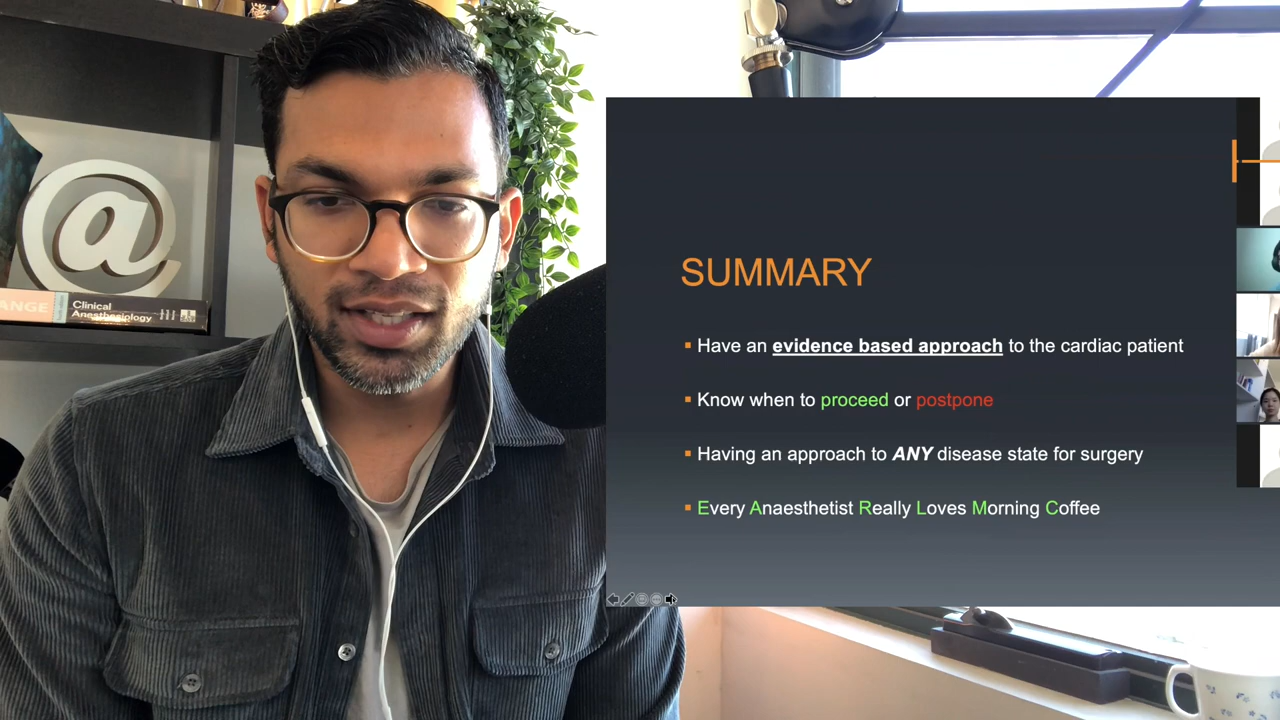 @
ANGE
Clinical
Anesthesiology
SUMMARY
Have an evidence based approach to the cardiac patient
Know when to proceed or postpone
Having an approach to ANY disease state for surgery
Every Anaesthetist Really Loves Morning Coffee